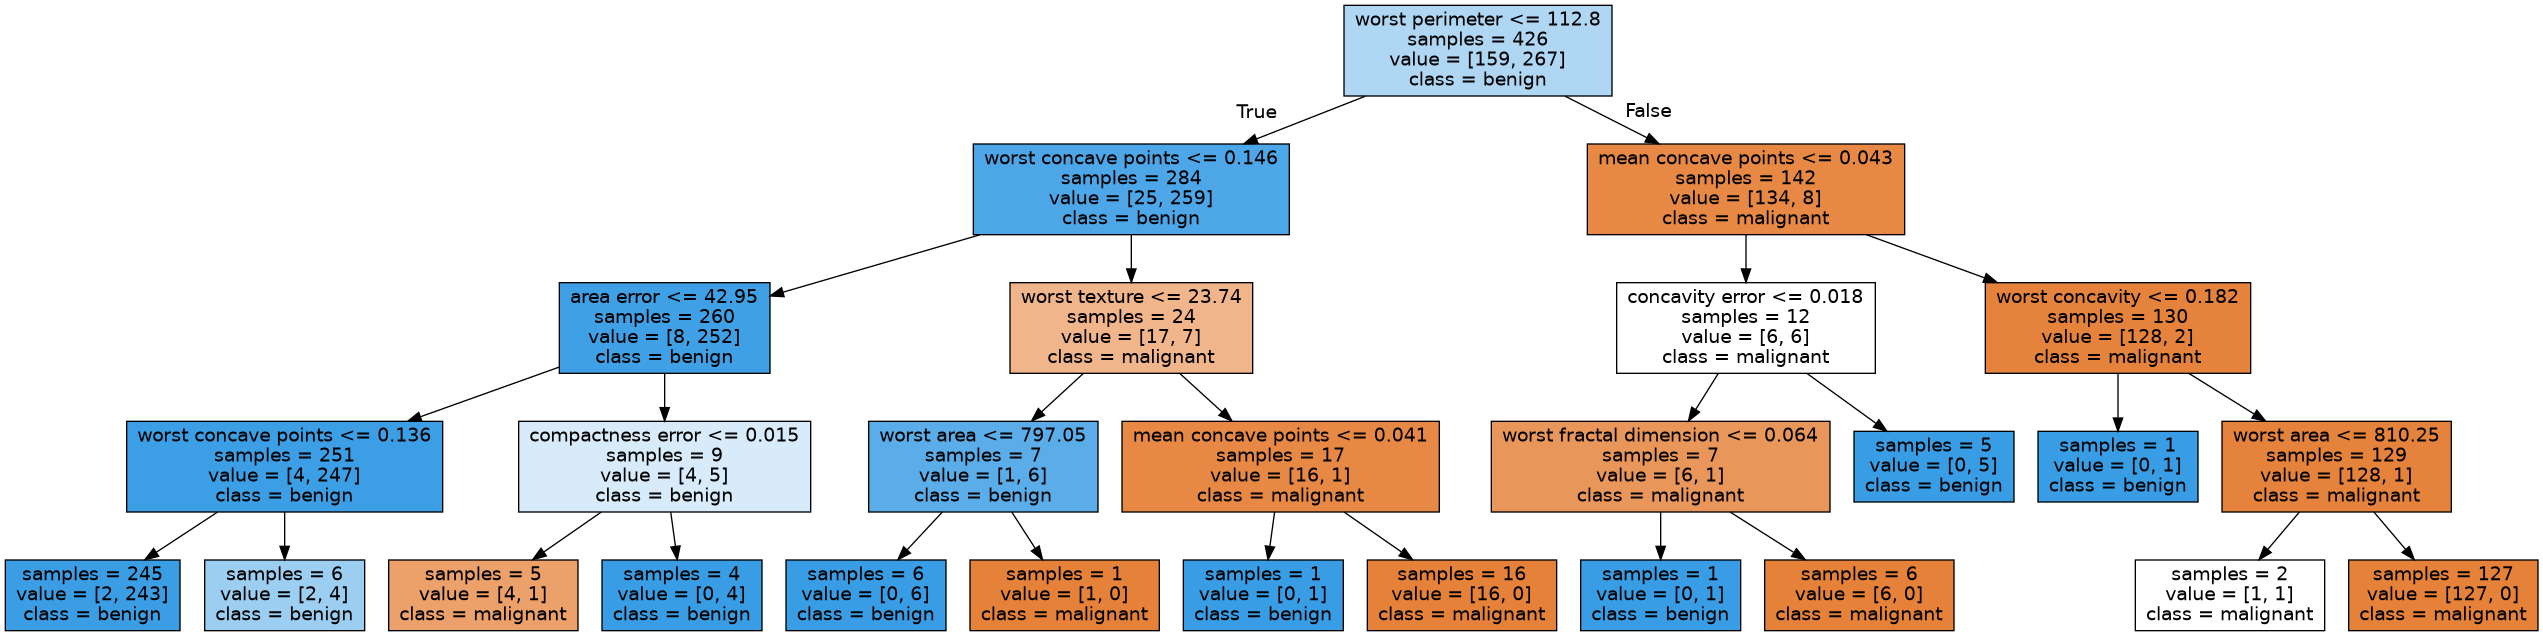 worst perimeter <= 112.8
samples = 426
value = [159, 267]
class = benign
True
False
worst concave points <= 0.146
samples = 284
value = [25, 259]
class = benign
mean concave points <= 0.043
samples = 142
value = [134, 8]
class = malignant
area error <= 42.95
samples = 260
value = [8, 252]
class = benign
worst texture <= 23.74
samples = 24
value = [17, 7]
class = malignant
concavity error <= 0.018
samples = 12
value = [6, 6]
class = malignant
worst concavity <= 0.182
samples = 130
value = [128, 2]
class = malignant
worst concave points <= 0.136
samples = 251
value = [4, 247]
class = benign
compactness error <= 0.015
samples = 9
value = [4, 5]
class = benign
worst area <= 797.05
samples = 7
value = [1, 6]
class = benign
mean concave points <= 0.041
samples = 17
value = [16, 1]
class = malignant
worst fractal dimension <= 0.064
samples = 7
value = [6, 1]
class = malignant
samples = 5
value = [0, 5]
class = benign
samples = 1
value = [0, 1]
class = benign
worst area <= 810.25
samples = 129
value = [128, 1]
class = malignant
samples = 245
value = [2, 243]
class = benign
samples = 6
value = [2, 4]
class = benign
samples = 5
value = [4, 1]
class = malignant
samples = 4
value = [0, 4]
class = benign
samples = 6
value = [0, 6]
class = benign
samples = 1
value = [1, 0]
class = malignant
samples = 1
value = [0, 1]
class = benign
samples = 16
value = [16, 0]
class = malignant
samples = 1
value = [0, 1]
class = benign
samples = 6
value = [6, 0]
class = malignant
samples = 2
value = [1, 1]
class = malignant
samples = 127
value = [127, 0]
class = malignant